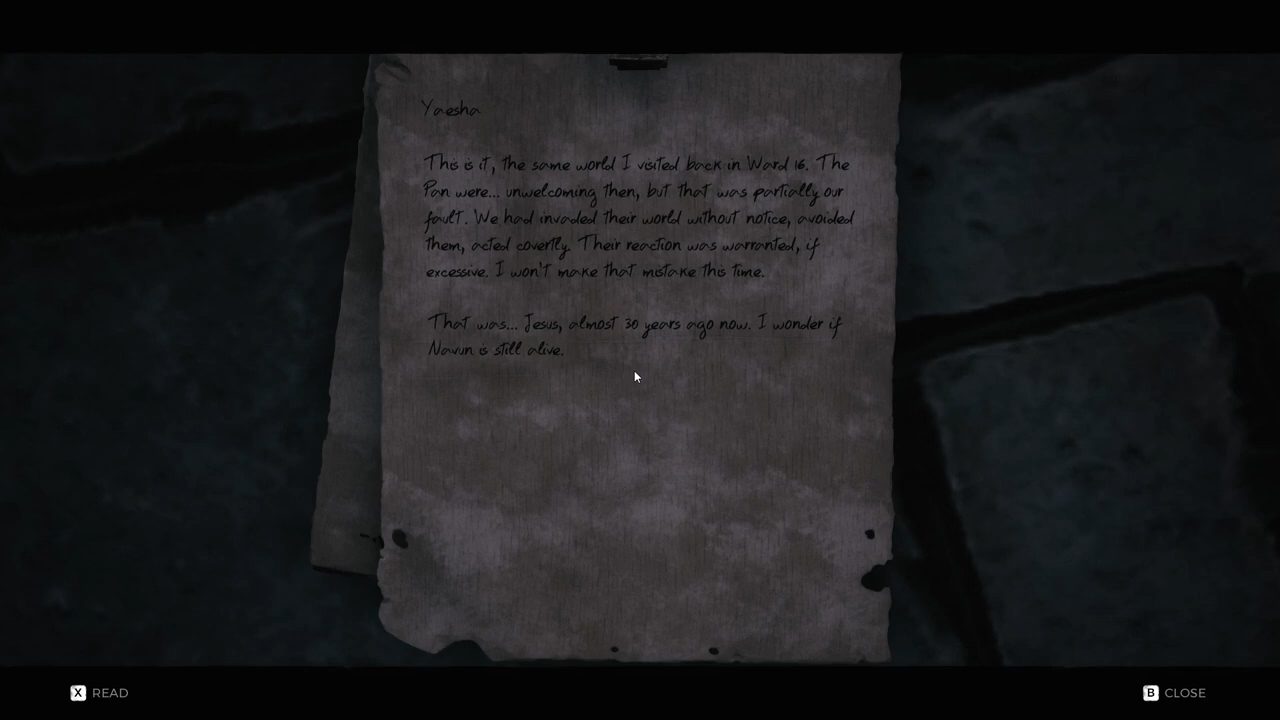 Yaesha
This is it, the same world I visited back in Ward 16. The
Pan were... unwelcoming then, but that was partially our
fault. We had invaded their world without notice, avoided
them, acted covertly. Their reaction was warranted, if
excessive. I won't make that mistake this time.
That was... Jesus, almost 30 years ago now. I wonder if
Navun is still alive.
X READ
B CLOSE